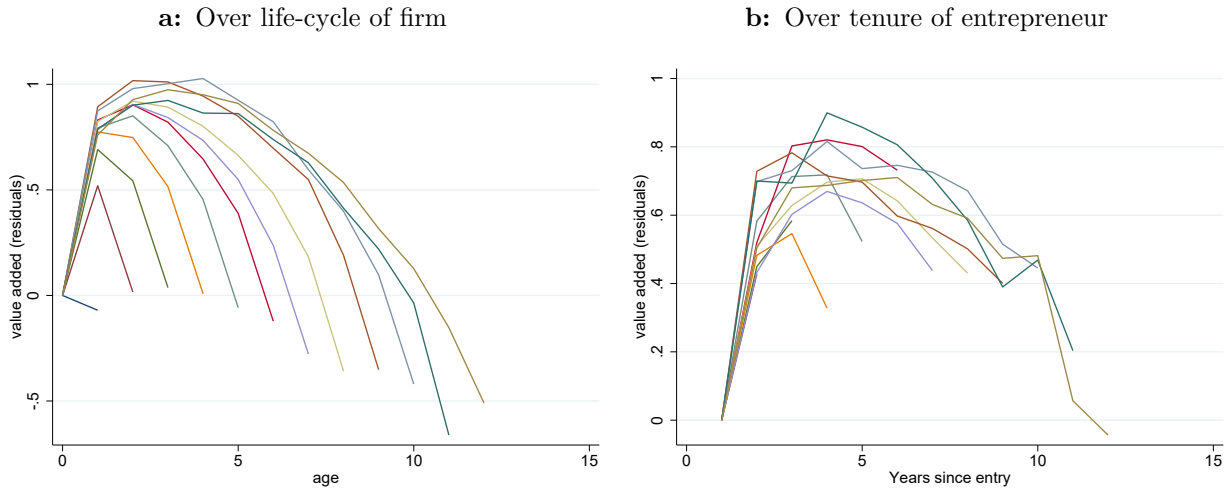 a: Over life-cycle of firm
value added (residuals)
1
.5
0
-.5
0 5 10 15
age
b: Over tenure of entrepreneur
value added (residuals)
1
.8
.6
.4
.2
0
0 5 10 15
Years since entry